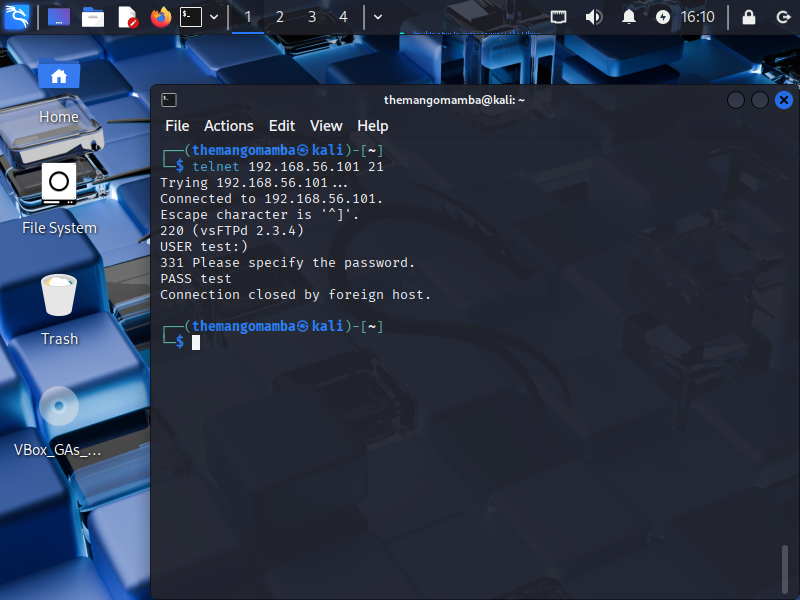 1 2 3 4 16:10
Home
File System
Trash
VBox_GAs_...
themangomamba@kali: ~
File Actions Edit View Help
┌──(themangomamba㉿kali)-[~]
└─$ telnet 192.168.56.101 21
Trying 192.168.56.101...
Connected to 192.168.56.101.
Escape character is '^]'.
220 (vsFTPd 2.3.4)
USER test:)
331 Please specify the password.
PASS test
Connection closed by foreign host.
┌──(themangomamba㉿kali)-[~]
└─$